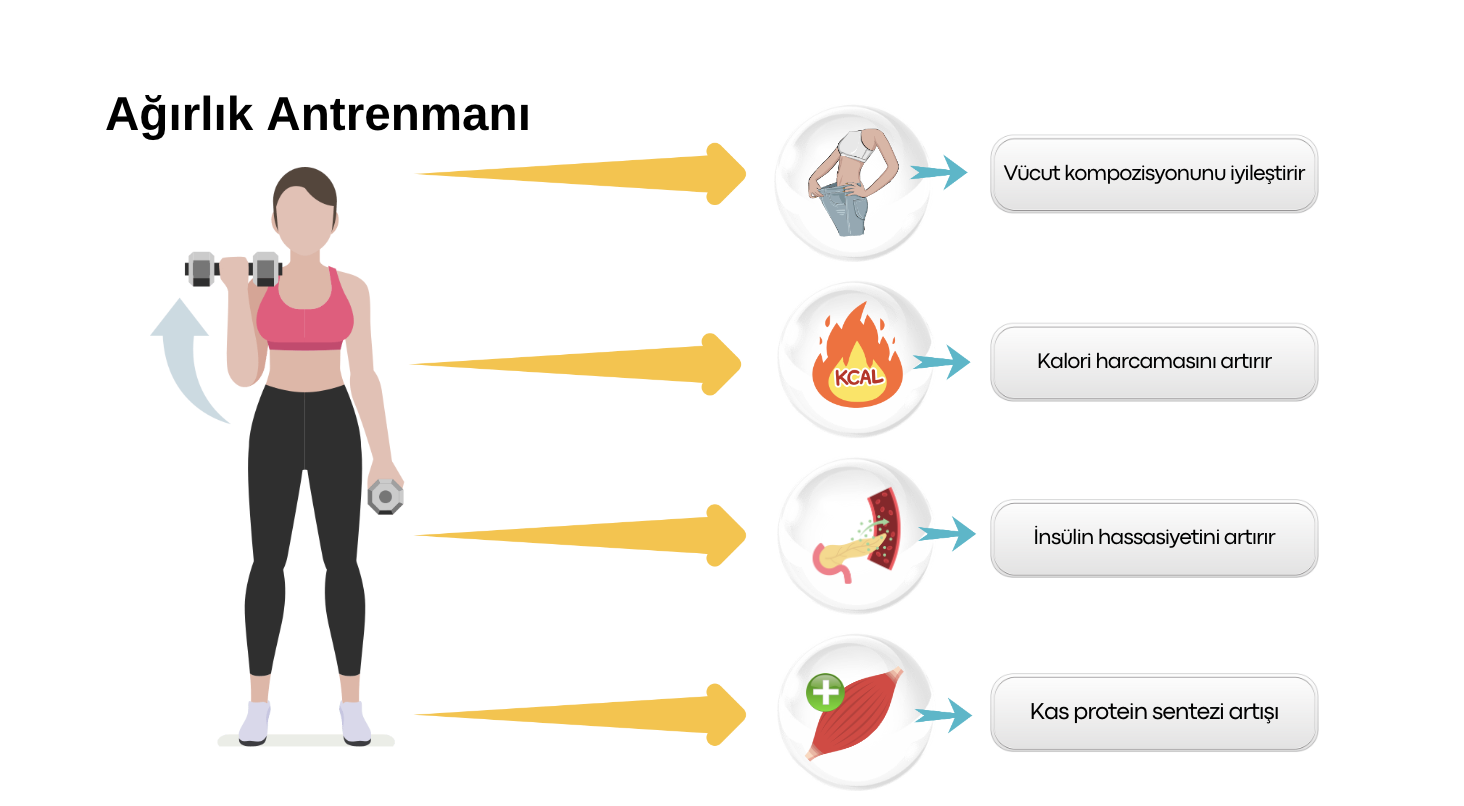 Ağırlık Antrenmanı
Vücut kompozisyonunu iyileştirir
KCAL
Kalori harcamasını artırır
İnsülin hassasiyetini artırır
Kas protein sentezi artışı